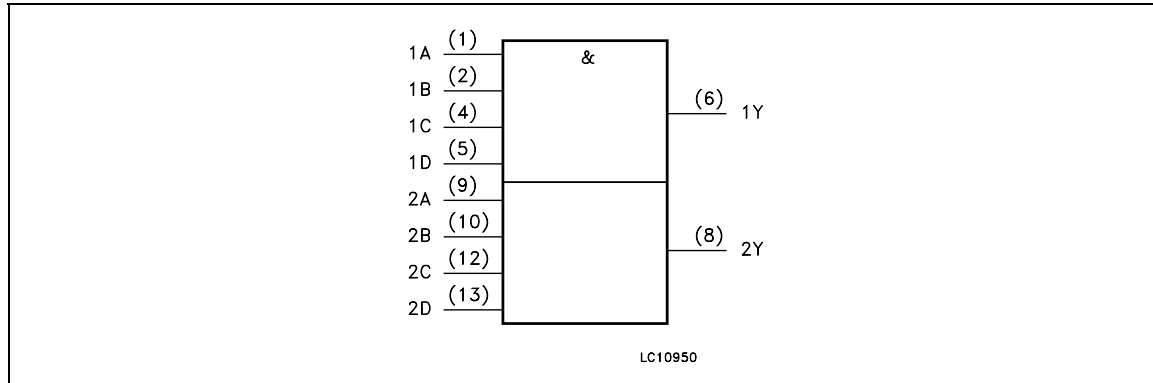 1A (1)
&
1B (2)
(6) 1Y
1C (4)
1D (5)
2A (9)
2B (10)
(8) 2Y
2C (12)
2D (13)
LC10950